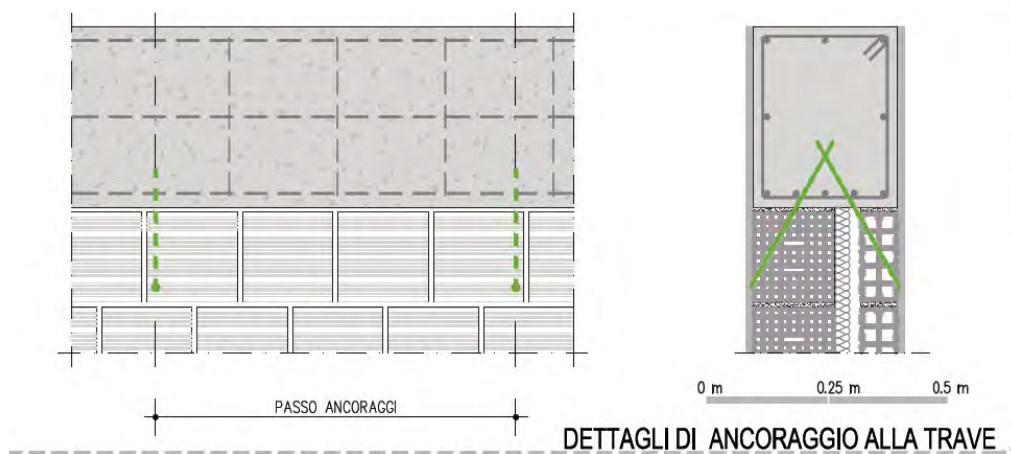 0 m 0.25 m 0.5 m
PASSO ANCORAGGI
DETTAGLI DI ANCORAGGIO ALLA TRAVE